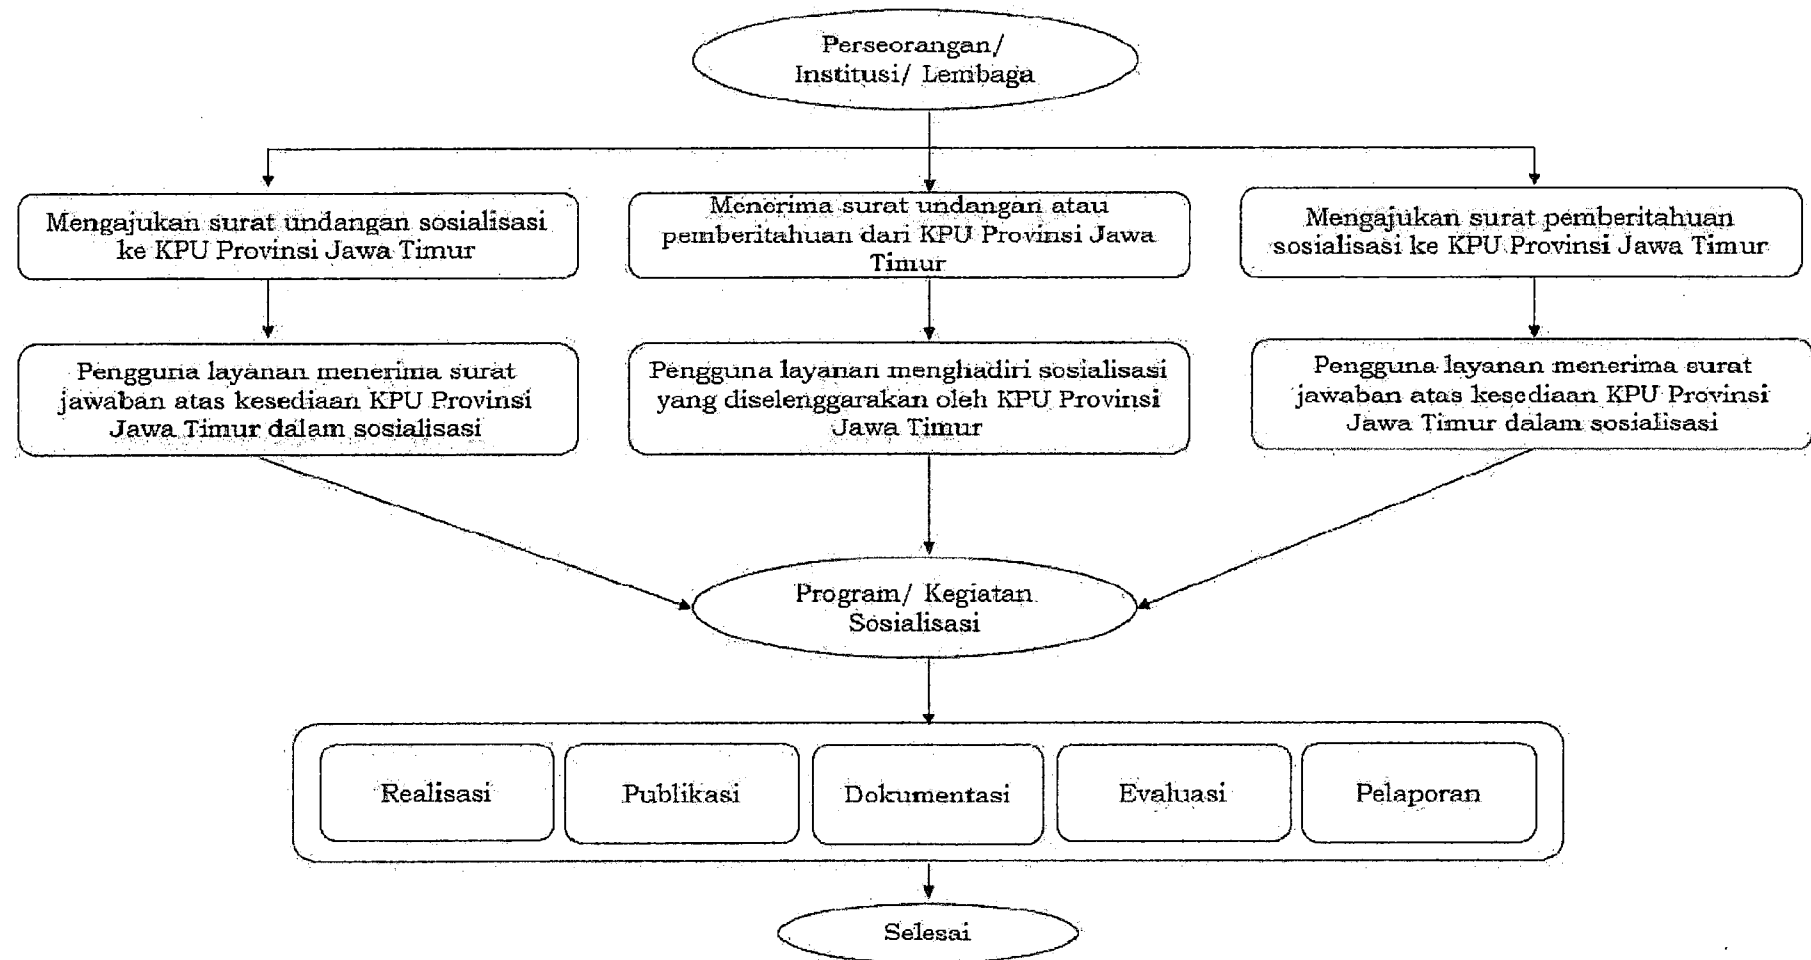 Perseorangan/
Institusi/ Lembaga
Mengajukan surat undangan sosialisasi
ke KPU Provinsi Jawa Timur
Menerima surat undangan atau
pemberitahuan dari KPU Provinsi Jawa
Timur
Mengajukan surat pemberitahuan
sosialisasi ke KPU Provinsi Jawa Timur
Pengguna layanan menerima surat
jawaban atas kesediaan KPU Provinsi
Jawa Timur dalam sosialisasi
Pengguna layanan menghadiri sosialisasi
yang diselenggarakan oleh KPU Provinsi
Jawa Timur
Pengguna layanan menerima surat
jawaban atas kesediaan KPU Provinsi
Jawa Timur dalam sosialisasi
Program/ Kegiatan
Sosialisasi
Realisasi
Publikasi
Dokumentasi
Evaluasi
Pelaporan
Selesai